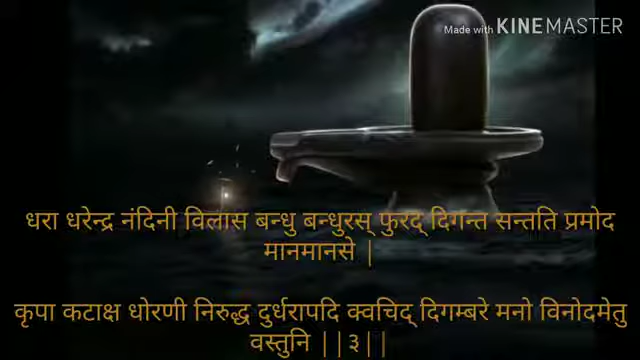 Made with KINEMASTER
धरा धरेन्द्र नंदिनी विलास बन्धु बन्धुरस् फुरद् दिगन्त सन्तति प्रमोद
मानमानसे |
कृपा कटाक्ष धोरणी निरुद्ध दुर्धरापदि क्वचिद् दिगम्बरे मनो विनोदमेतु
वस्तुनि ||३||